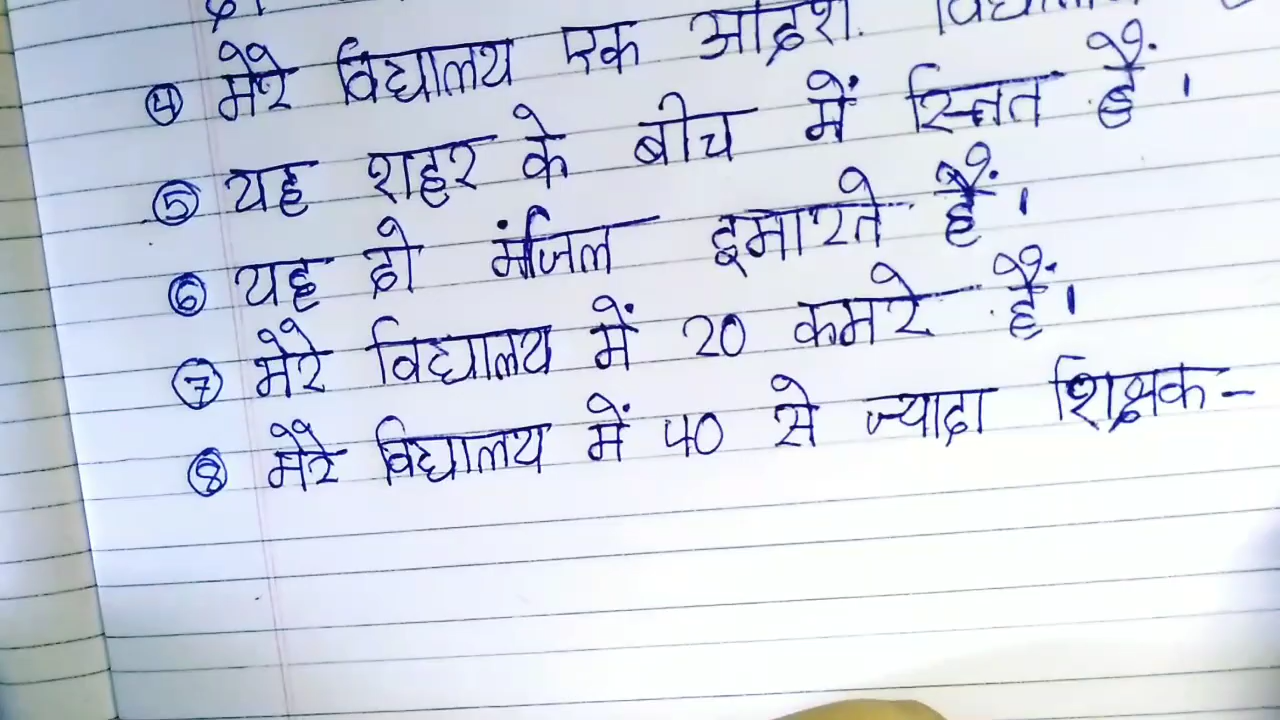 ④ मेरे विद्यालय एक आदर्श
⑤ यह शहर के बीच में स्तित हैं।
⑥ यह दो मंजिल इमारते हैं।
⑦ मेरे विद्यालय में 20 कमरे हैं।
⑧ मेरे विद्यालय में 40 से ज्यादा शिक्षक-